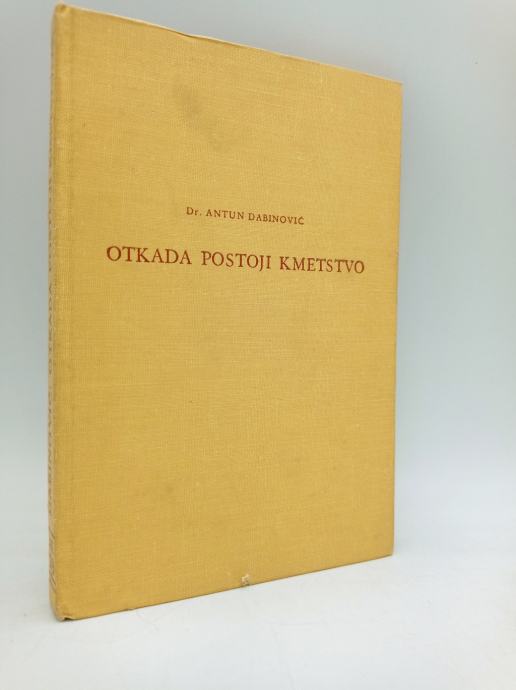 Dr. ANTUN DABINOVIĆ
OTKADA POSTOJI KMETSTVO